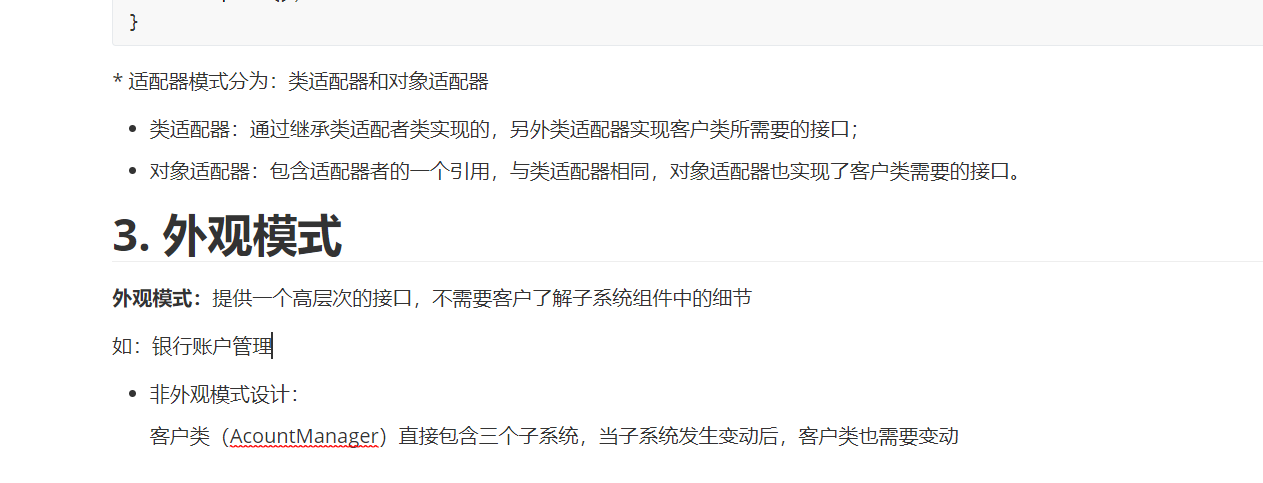 }
* 适配器模式分为：类适配器和对象适配器
• 类适配器：通过继承类适配者类实现的，另外类适配器实现客户类所需要的接口；
• 对象适配器：包含适配器者的一个引用，与类适配器相同，对象适配器也实现了客户类需要的接口。
3. 外观模式
外观模式：提供一个高层次的接口，不需要客户了解子系统组件中的细节
如：银行账户管理
• 非外观模式设计：
客户类（AcountManager）直接包含三个子系统，当子系统发生变动后，客户类也需要变动